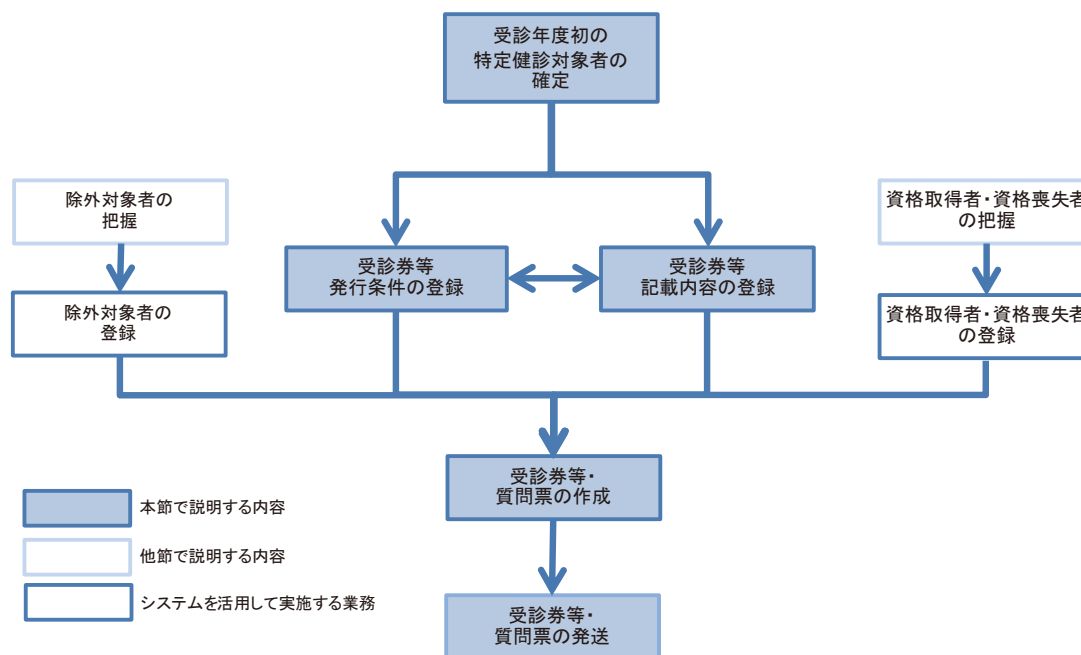 受診年度初の
特定健診対象者の
確定
除外対象者の
把握
資格取得者・資格喪失者
の把握
受診券等
発行条件の登録
受診券等
記載内容の登録
除外対象者の
登録
資格取得者・資格喪失者
の登録
受診券等・
質問票の作成
本節で説明する内容
他節で説明する内容
システムを活用して実施する業務
受診券等・
質問票の発送